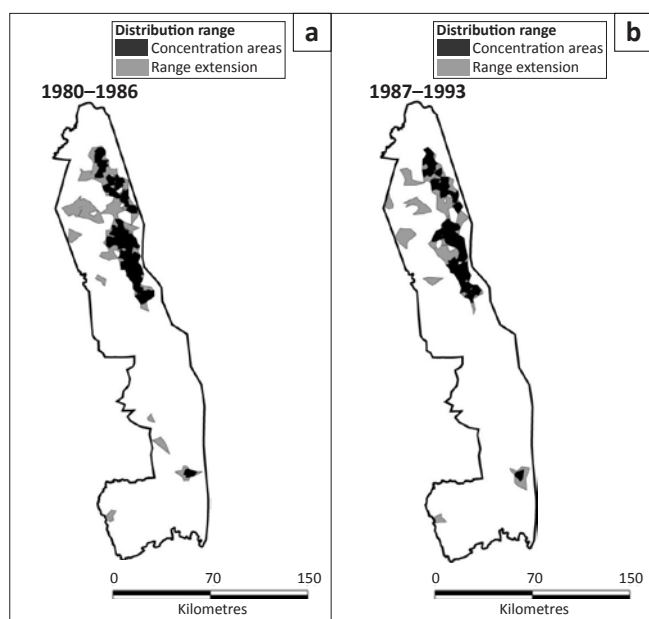 Distribution range
Concentration areas
Range extension
a
1980–1986
0 70 150
Kilometres
Distribution range
Concentration areas
Range extension
b
1987–1993
0 70 150
Kilometres